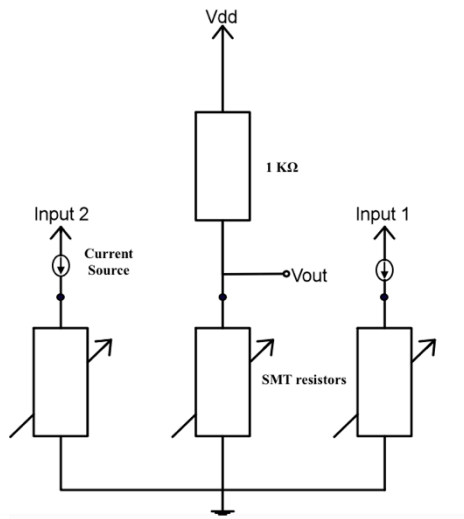 Vdd
1 KΩ
Input 2
Input 1
Current
Source
Vout
SMT resistors